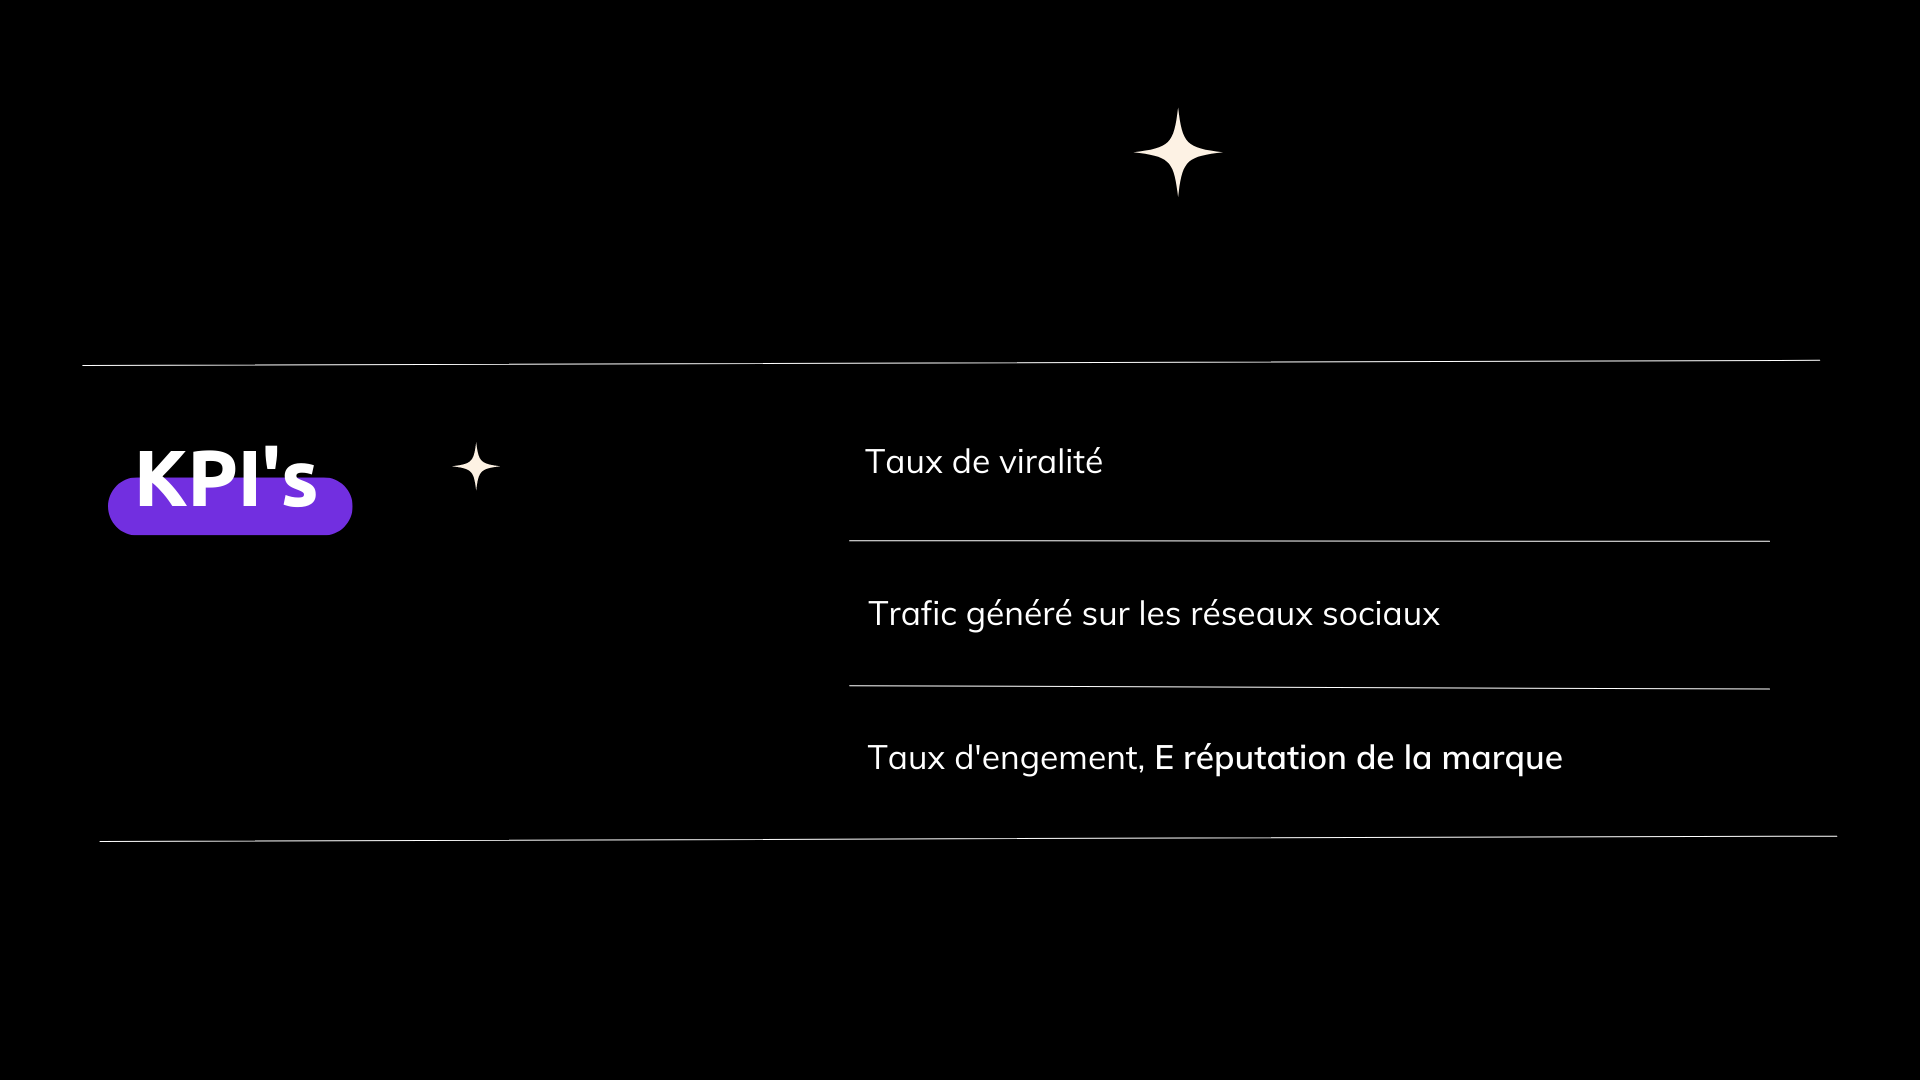 KPI's
Taux de viralité
Trafic généré sur les réseaux sociaux
Taux d'engement, E réputation de la marque